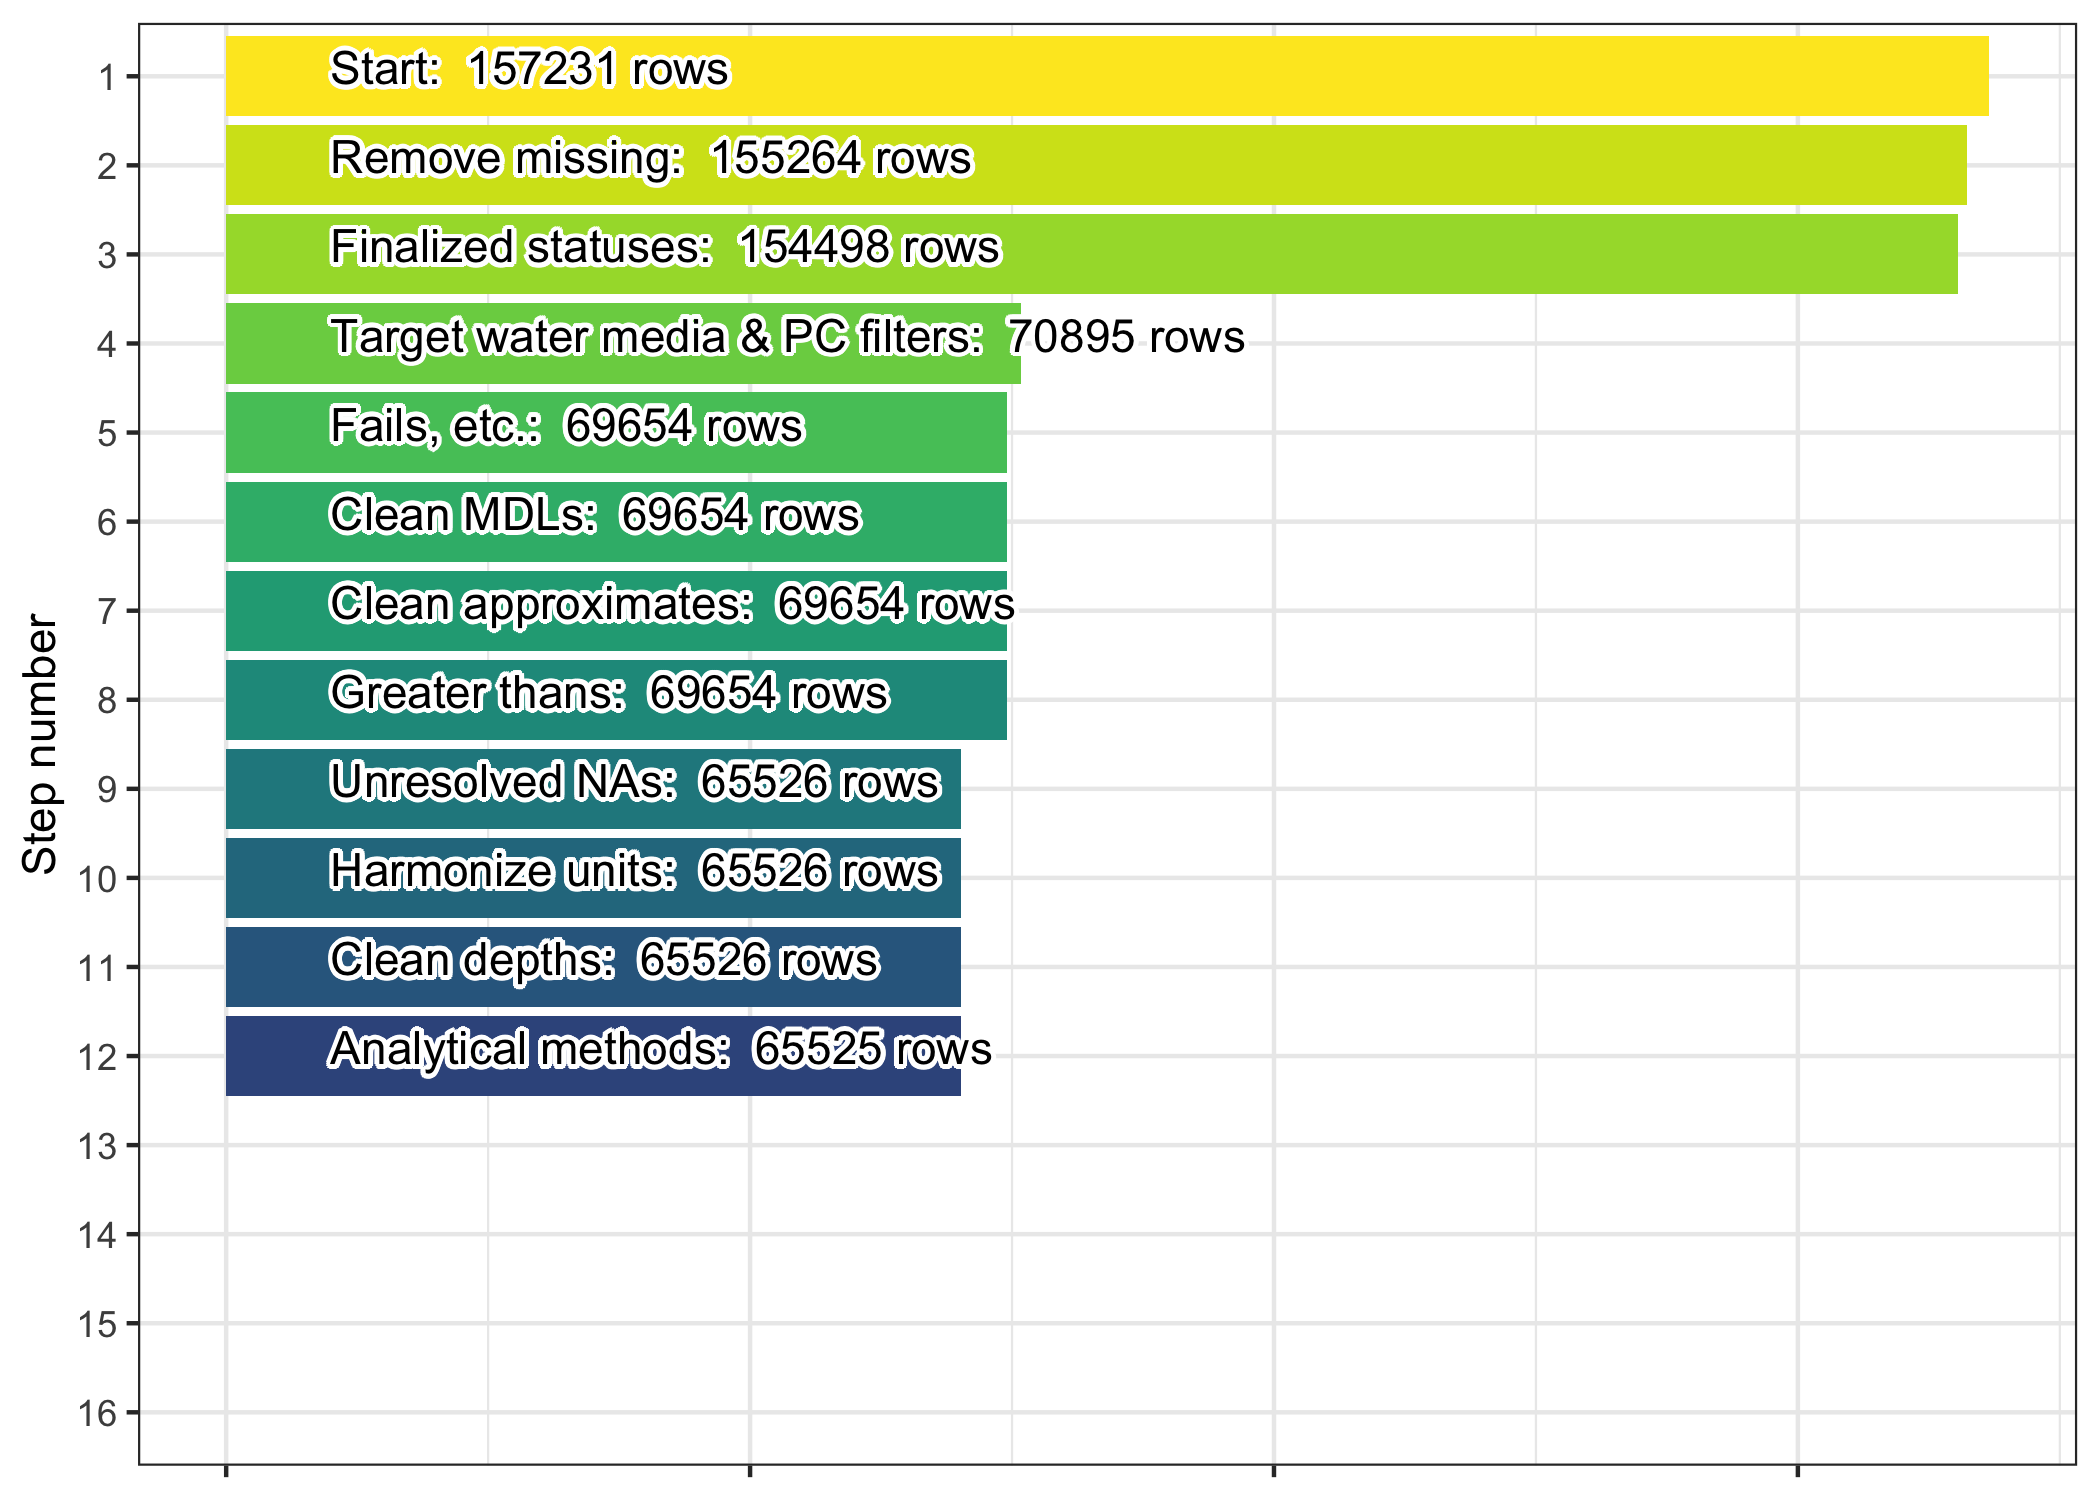 Step number
1
Start:  157231 rows
2
Remove missing:  155264 rows
3
Finalized statuses:  154498 rows
4
Target water media & PC filters:  70895 rows
5
Fails, etc.:  69654 rows
6
Clean MDLs:  69654 rows
7
Clean approximates:  69654 rows
8
Greater thans:  69654 rows
9
Unresolved NAs:  65526 rows
10
Harmonize units:  65526 rows
11
Clean depths:  65526 rows
12
Analytical methods:  65525 rows
13
14
15
16